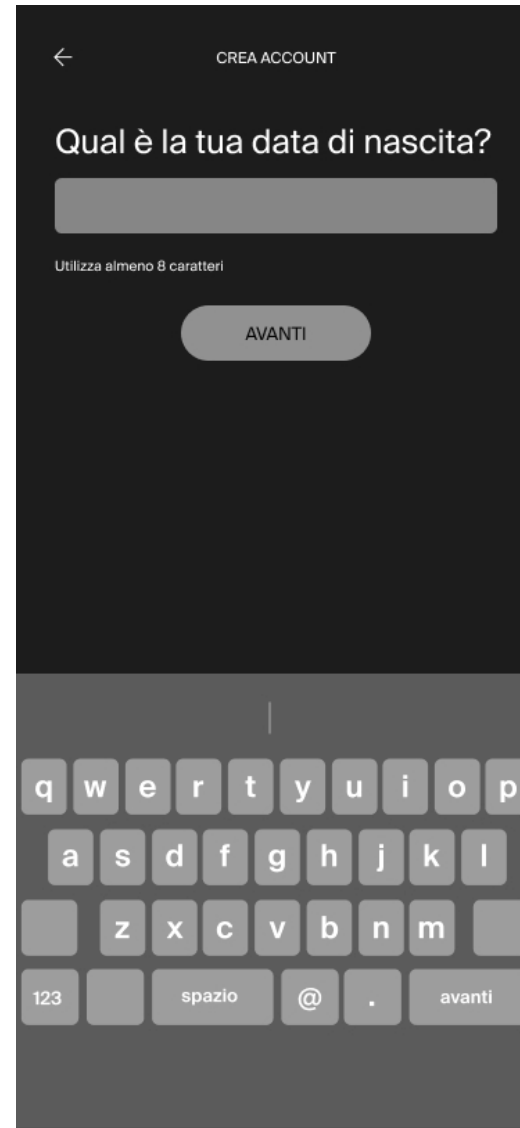 CREA ACCOUNT
Qual è la tua data di nascita?
Utilizza almeno 8 caratteri
AVANTI
q w e r t y u i o p
a s d f g h j k l
z x c v b n m
123 spazio @ . avanti